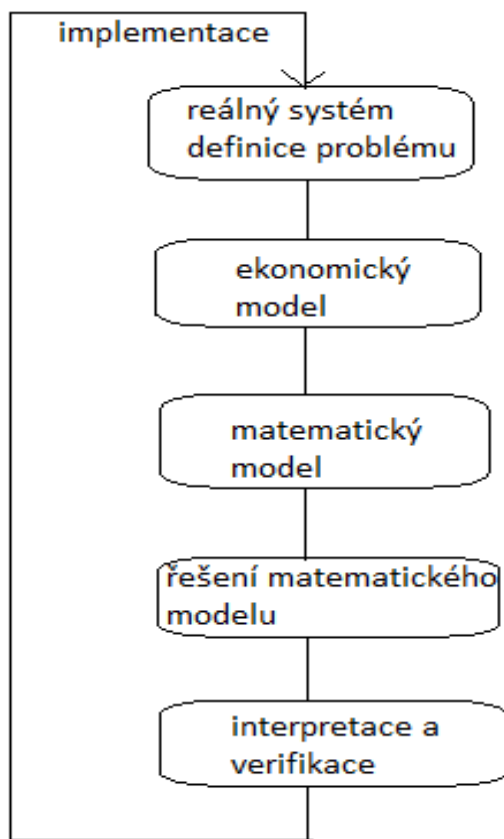 implementace
reálný systém
definice problému
ekonomický
model
matematický
model
řešení matematického
modelu
interpretace a
verifikace